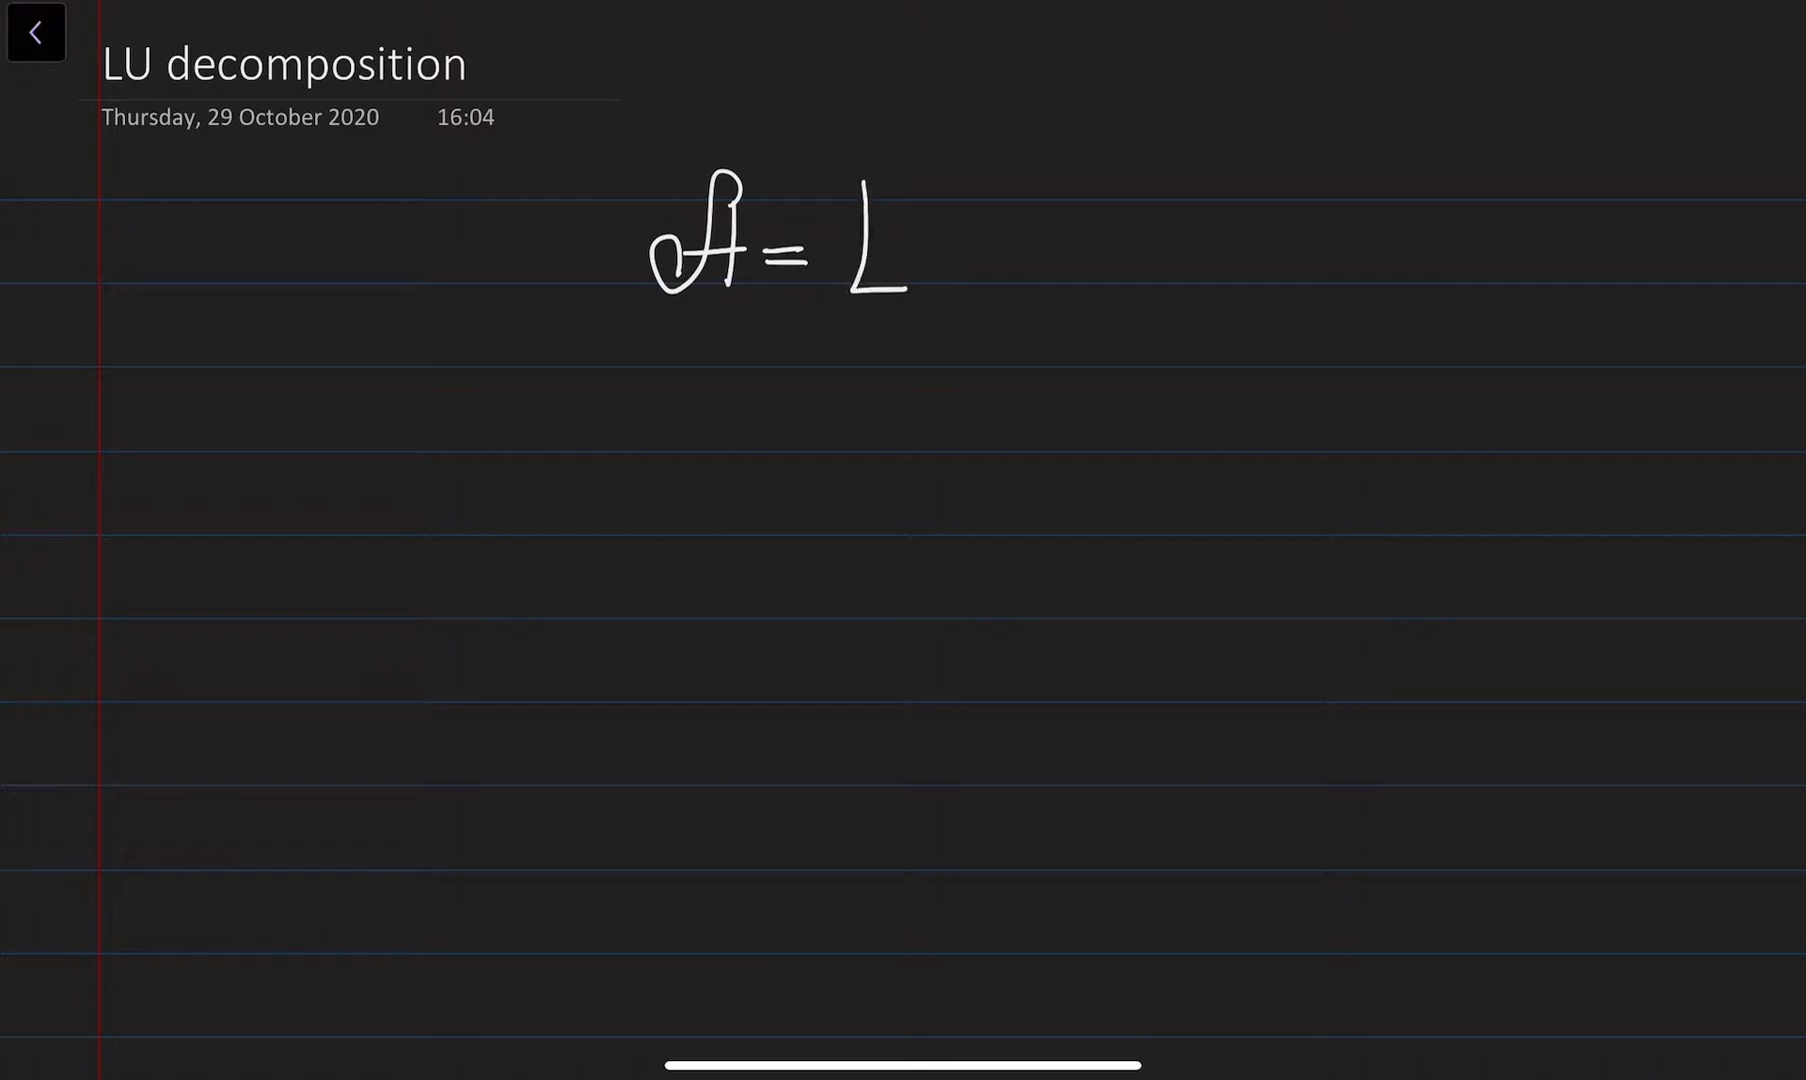 LU decomposition
Thursday, 29 October 2020 16:04
A = L